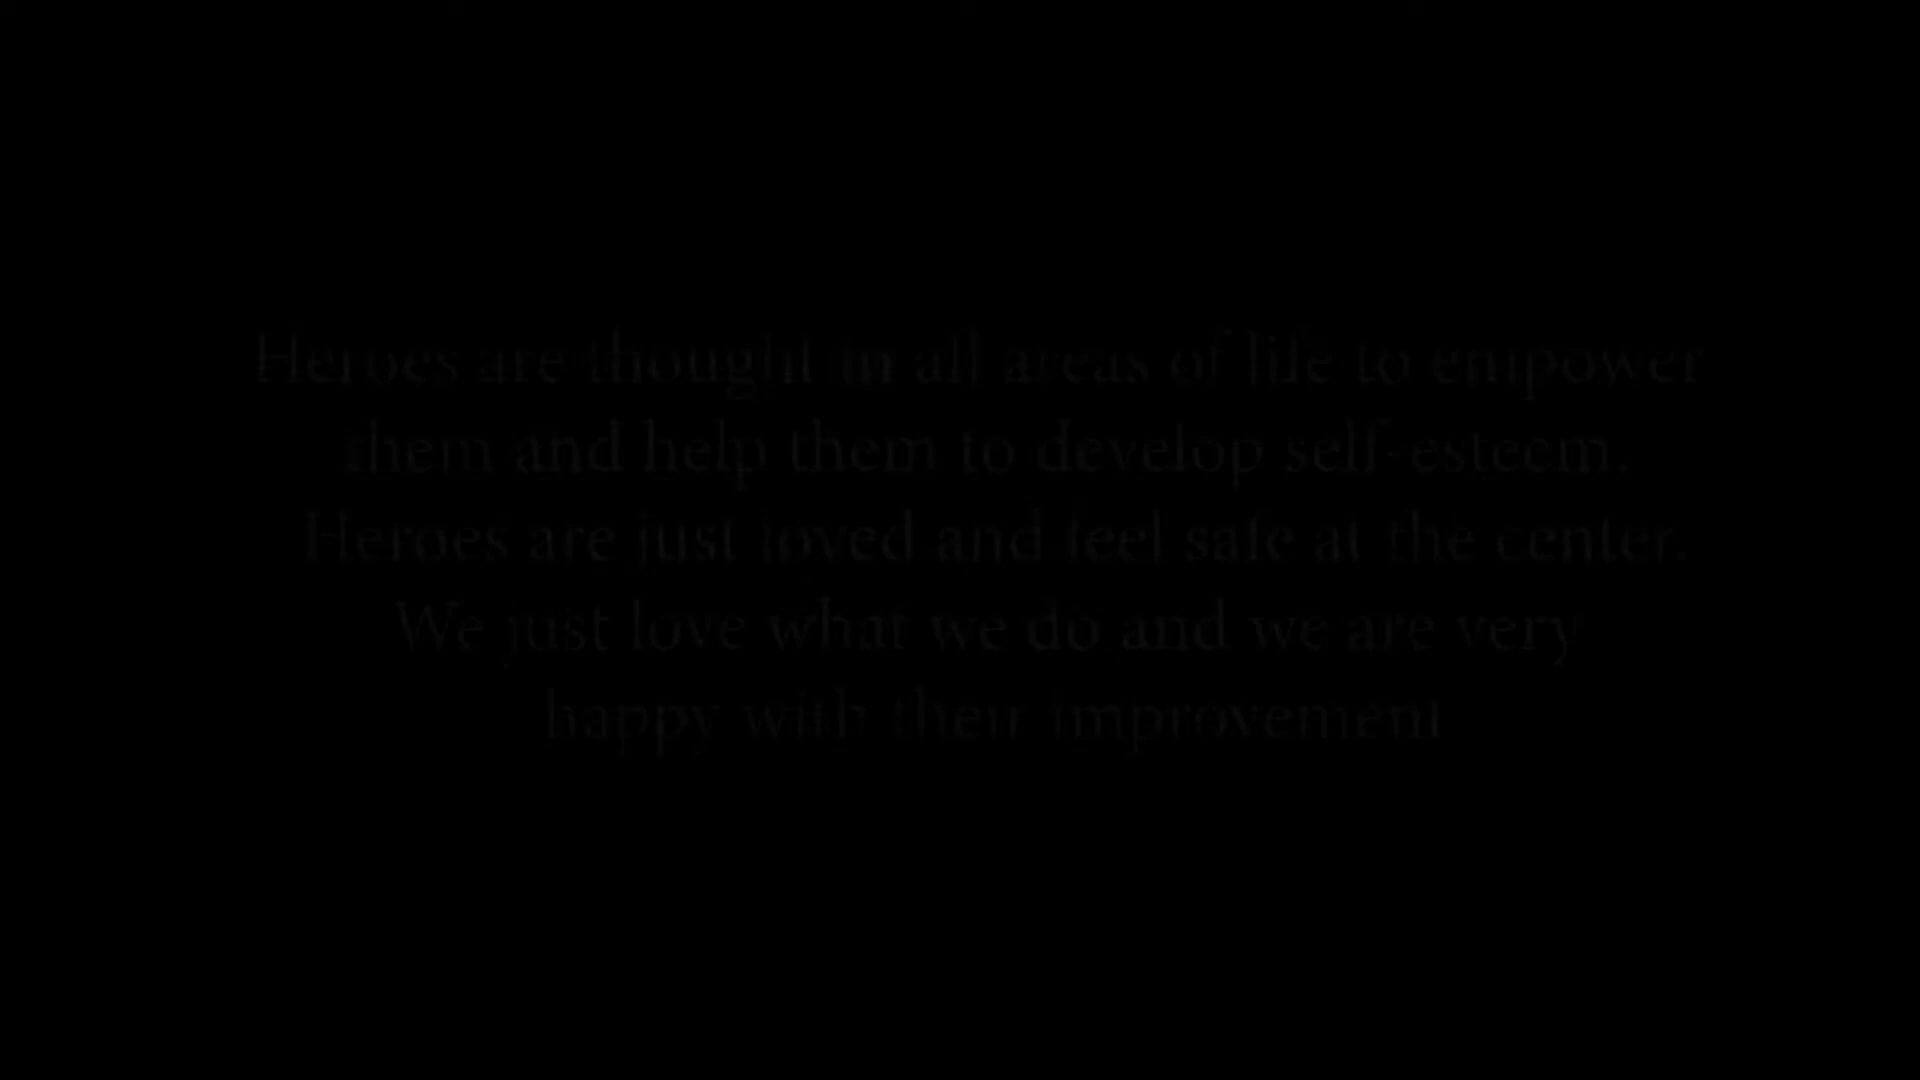 Heroes are thought in all areas of life to empower
them and help them to develop self-esteem.
Heroes are just loved and feel safe at the center.
We just love what we do and we are very
happy with their improvement